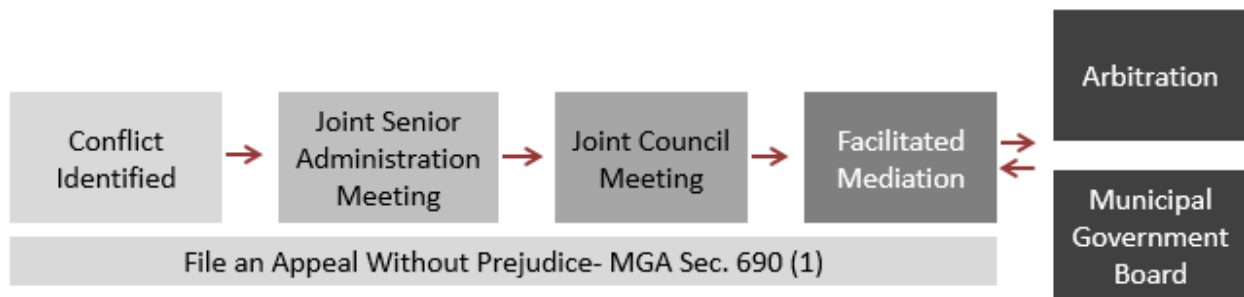 Conflict
Identified
Joint Senior
Administration
Meeting
Joint Council
Meeting
Facilitated
Mediation
Arbitration
Municipal
Government
Board
File an Appeal Without Prejudice- MGA Sec. 690 (1)